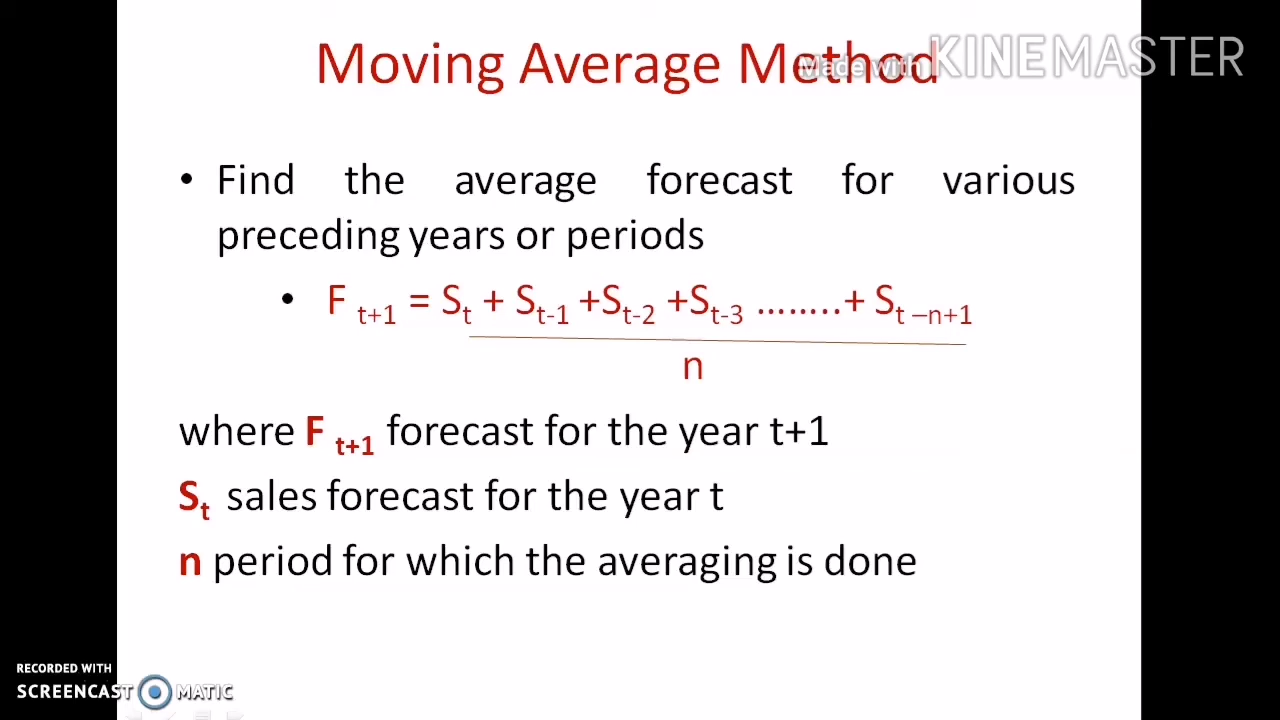 Moving Average Method
Made with KINEMASTER
• Find the average forecast for various
preceding years or periods
• F t+1 = St + St-1 +St-2 +St-3 ……..+ St –n+1
n
where F t+1 forecast for the year t+1
St sales forecast for the year t
n period for which the averaging is done
RECORDED WITH
SCREENCAST MATIC